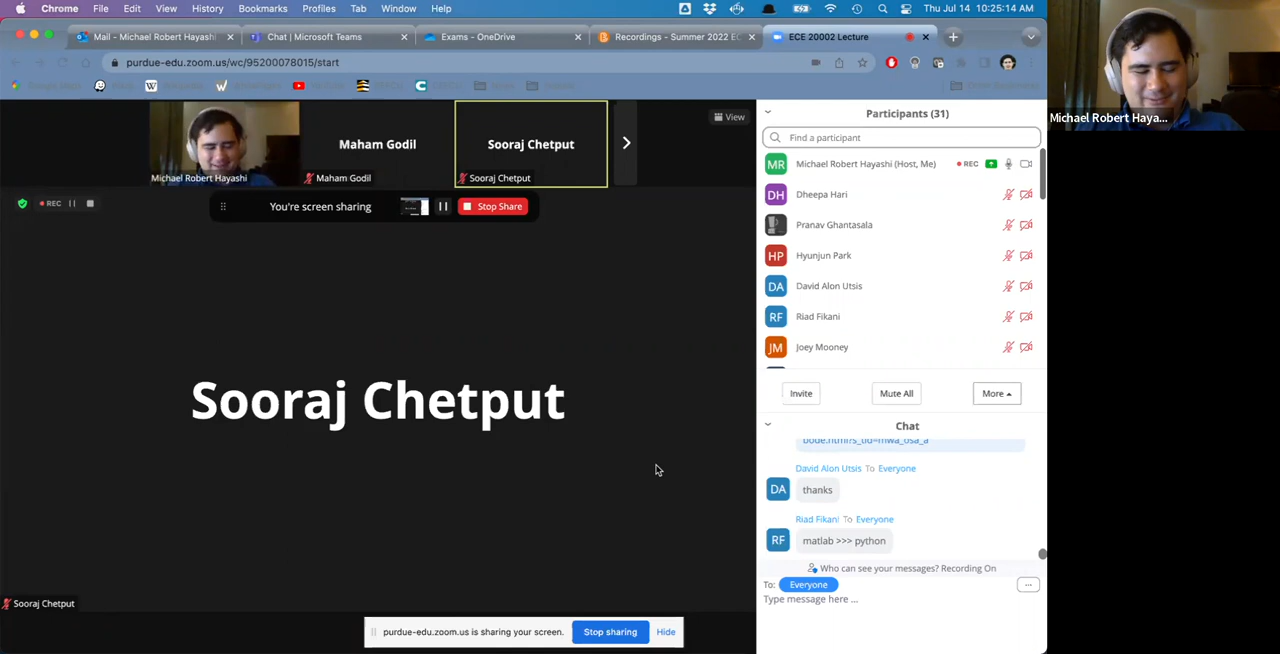 Chrome File Edit View History Bookmarks Profiles Tab Window Help Thu Jul 14 10:25:14 AM
Mail - Michael Robert Hayashi
Chat | Microsoft Teams
Exams - OneDrive
Recordings - Summer 2022 EC
ECE 20002 Lecture
purdue-edu.zoom.us/wc/95200078015/start
Michael Robert Haya...
Maham Godil
Sooraj Chetput
View
Michael Robert Hayashi
Maham Godil
Sooraj Chetput
REC
You're screen sharing
Stop Share
Sooraj Chetput
Sooraj Chetput
Participants (31)
Find a participant
MR Michael Robert Hayashi (Host, Me) REC
DH Dheepa Hari
Pranav Ghantasala
HP Hyunjun Park
DA David Alon Utsis
RF Riad Fikani
JM Joey Mooney
Invite Mute All More
Chat
bode.html?s_tid=mwa_osa_a
David Alon Utsis To Everyone
DA thanks
Riad Fikani To Everyone
RF matlab >>> python
Who can see your messages? Recording On
To: Everyone
Type message here ...
purdue-edu.zoom.us is sharing your screen. Stop sharing Hide